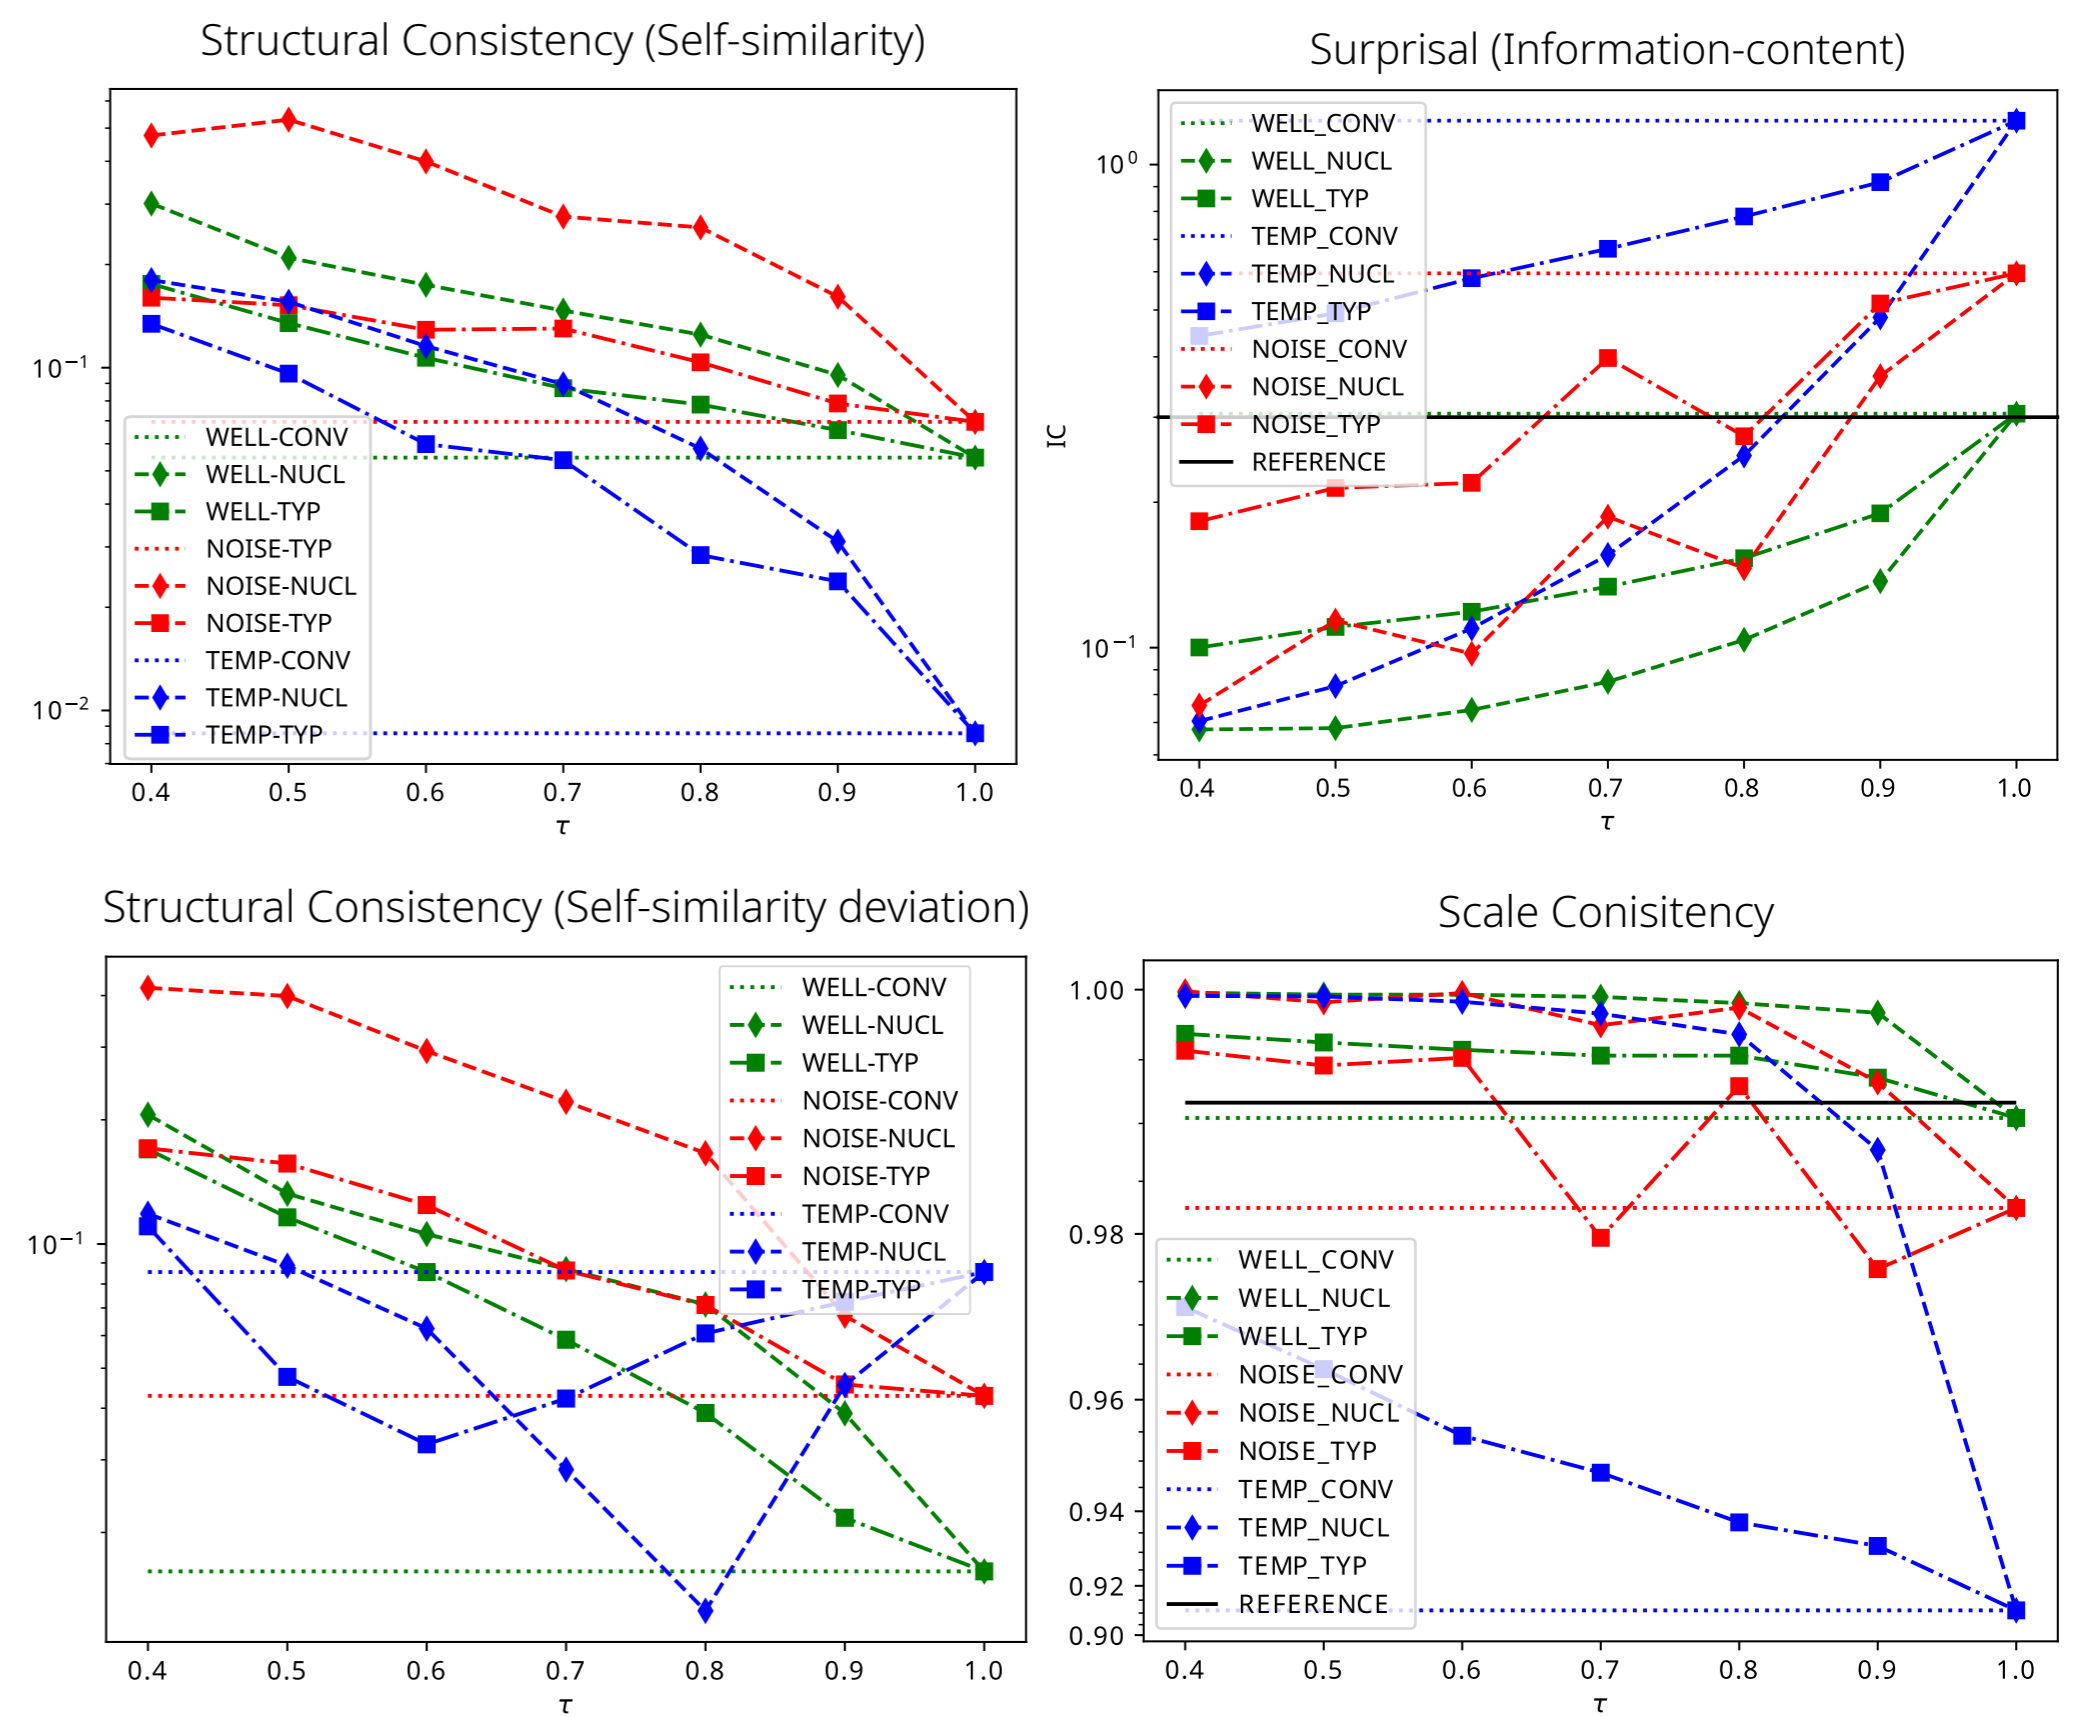 Structural Consistency (Self-similarity)
10⁻¹
10⁻²
WELL-CONV
WELL-NUCL
WELL-TYP
NOISE-TYP
NOISE-NUCL
NOISE-TYP
TEMP-CONV
TEMP-NUCL
TEMP-TYP
0.4 0.5 0.6 0.7 0.8 0.9 1.0
τ
Surprisal (Information-content)
10⁰
10⁻¹
IC
WELL_CONV
WELL_NUCL
WELL_TYP
TEMP_CONV
TEMP_NUCL
TEMP_TYP
NOISE_CONV
NOISE_NUCL
NOISE_TYP
REFERENCE
0.4 0.5 0.6 0.7 0.8 0.9 1.0
τ
Structural Consistency (Self-similarity deviation)
10⁻¹
WELL-CONV
WELL-NUCL
WELL-TYP
NOISE-CONV
NOISE-NUCL
NOISE-TYP
TEMP-CONV
TEMP-NUCL
TEMP-TYP
0.4 0.5 0.6 0.7 0.8 0.9 1.0
τ
Scale Conisitency
1.00
0.98
0.96
0.94
0.92
0.90
WELL_CONV
WELL_NUCL
WELL_TYP
NOISE_CONV
NOISE_NUCL
NOISE_TYP
TEMP_CONV
TEMP_NUCL
TEMP_TYP
REFERENCE
0.4 0.5 0.6 0.7 0.8 0.9 1.0
τ